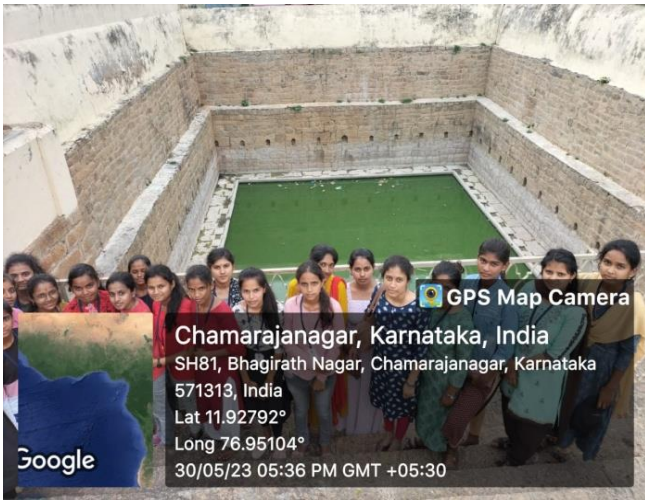 GPS Map Camera
Chamarajanagar, Karnataka, India
SH81, Bhagirath Nagar, Chamarajanagar, Karnataka
571313, India
Lat 11.92792°
Long 76.95104°
30/05/23 05:36 PM GMT +05:30
Google